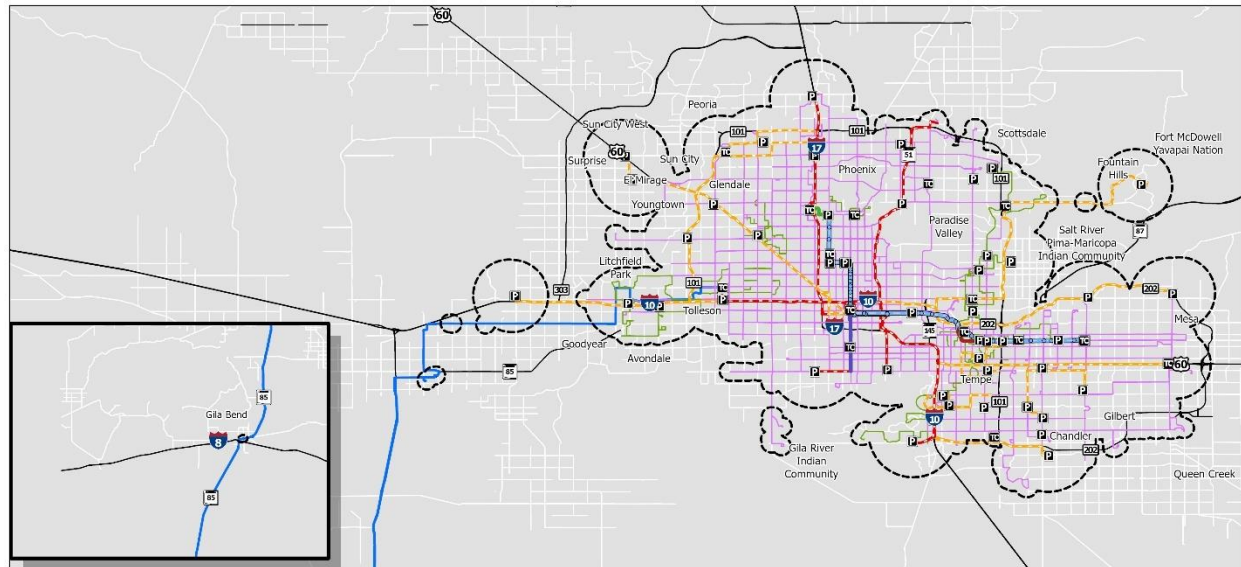 60
Peoria
Sun City West
101
101
Scottsdale
17
51
Fort McDowell
Yavapai Nation
Surprise
60
Sun City
Phoenix
101
Fountain
Hills
El Mirage
Glendale
Youngtown
Paradise
Valley
Salt River
Pima-Maricopa
Indian Community
87
Litchfield
Park
101
303
10
10
202
Tolleson
17
145
202
Mesa
Goodyear
Avondale
85
Tempe
60
101
10
Gilbert
Chandler
202
Gila River
Indian
Community
Queen Creek
85
Gila Bend
8
85
P
TC